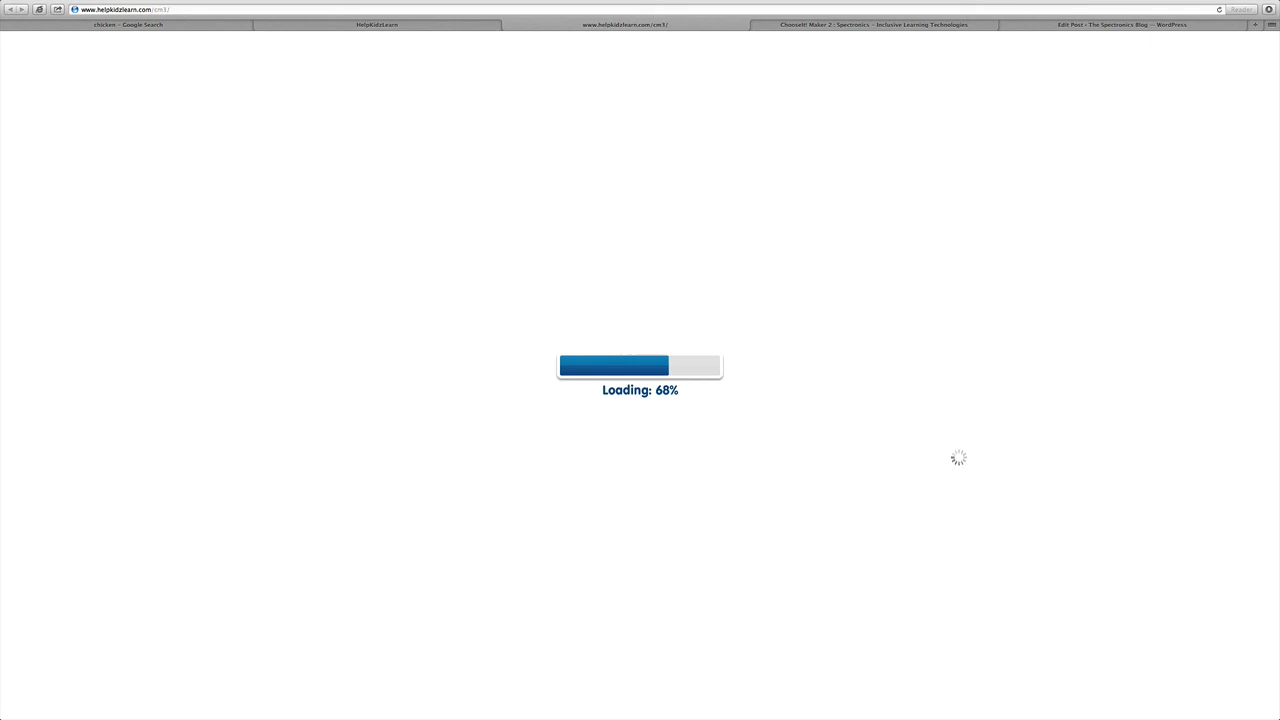 www.helpkidzlearn.com/cm3/
Reader
chicken - Google Search
HelpKidzLearn
www.helpkidzlearn.com/cm3/
ChooseIt! Maker 2 : Spectronics - Inclusive Learning Technologies
Edit Post ‹ The Spectronics Blog — WordPress
Loading: 68%